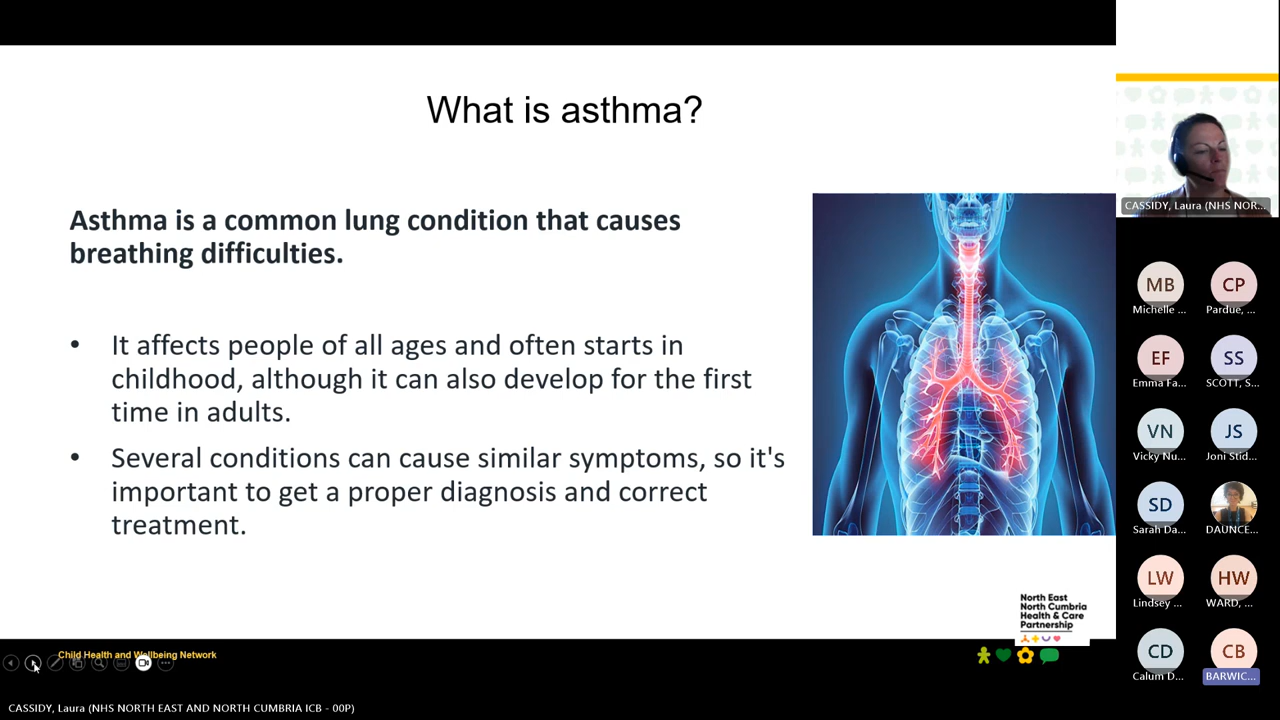 What is asthma?
Asthma is a common lung condition that causes
breathing difficulties.
• It affects people of all ages and often starts in
childhood, although it can also develop for the first
time in adults.
• Several conditions can cause similar symptoms, so it's
important to get a proper diagnosis and correct
treatment.
North East
North Cumbria
Health & Care
Partnership
Child Health and Wellbeing Network
CASSIDY, Laura (NHS NORTH EAST AND NORTH CUMBRIA ICB - 00P)
CASSIDY, Laura (NHS NOR...
MB
Michelle ...
CP
Pardue, ...
EF
Emma Fa...
SS
SCOTT, S...
VN
Vicky Nu...
JS
Joni Stid...
SD
Sarah Da...
DAUNCE...
LW
Lindsey ...
HW
WARD, ...
CD
Calum D...
CB
BARWIC...